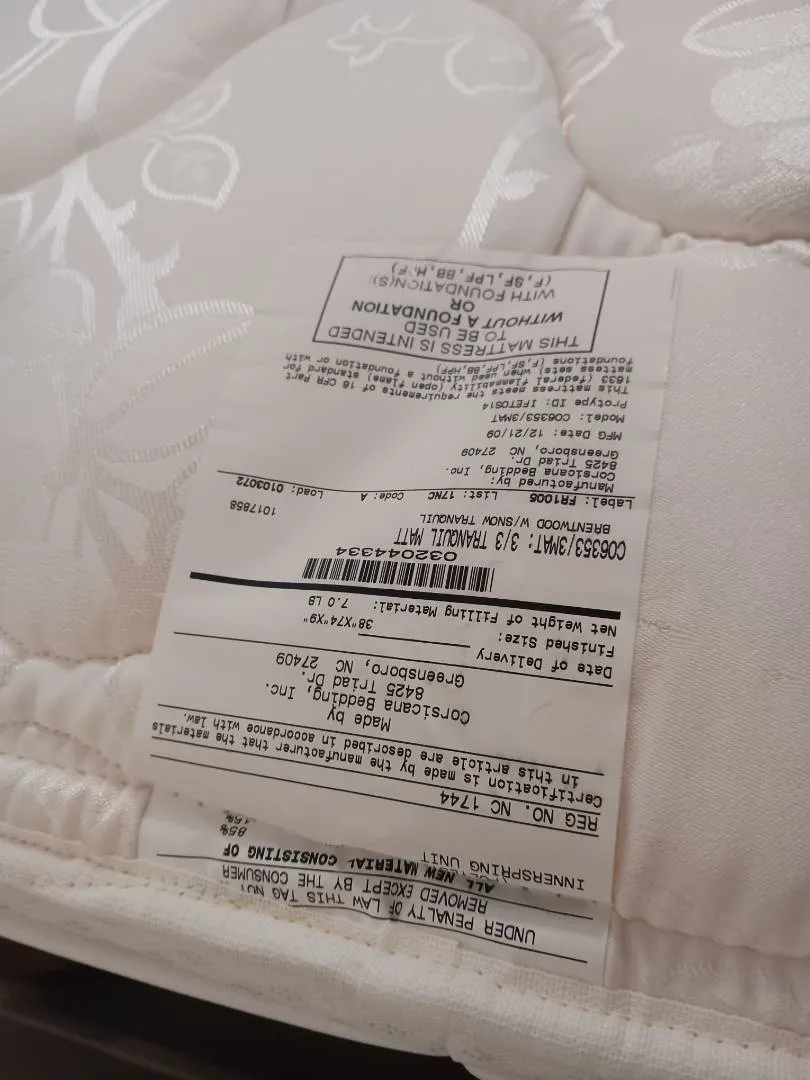 UNDER PENALTY OF LAW THIS TAG NOT
REMOVED EXCEPT BY THE CONSUMER
ALL NEW MATERIAL CONSISTING OF
INNERSPRING UNIT
85%
15%
REG NO. NC 1744
Certification is made by the manufacturer that the materials
in this article are described in accordance with law.
Made by
Corsicana Bedding, Inc.
8425 Triad Dr.
Greensboro, NC 27409
Date of Delivery
Finished Size: 38"X74"X9"
Net Weight of Filling Material: 7.0 LB
032044334
C06353/3MAT: 3/3 TRANQUIL MATT
BRENTWOOD W/SNOW TRANQUIL 1017858
Label: FR1005 List: 17NC Code: A Load: 0103072
Manufactured by:
Corsicana Bedding, Inc.
8425 Triad Dr.
Greensboro, NC 27409
MFG Date: 12/21/09
Model: C06353/3MAT
Protype ID: IFET0S14
This mattress meets the requirements of 16 CFR Part
1633 (federal flammability (open flame) standard for
mattress sets) when used without a foundation or with
foundations (F,SF,LPF,BB,HPF)
THIS MATTRESS IS INTENDED
TO BE USED
WITHOUT A FOUNDATION
OR
WITH FOUNDATION(S):
(F,SF,LPF,BB,H, F)